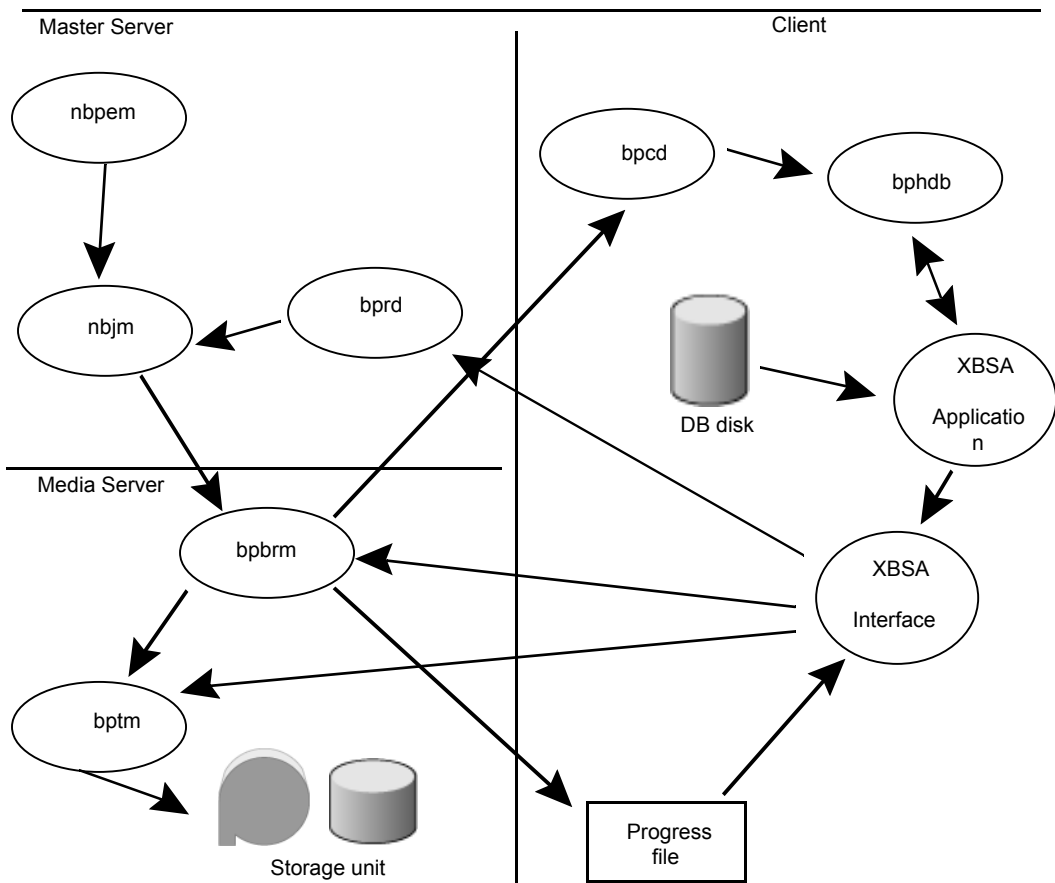 Master Server
Client
nbpem
bpcd
bphdb
nbjm
bprd
XBSA
Applicatio
n
DB disk
Media Server
bpbrm
XBSA
Interface
bptm
Storage unit
Progress
file